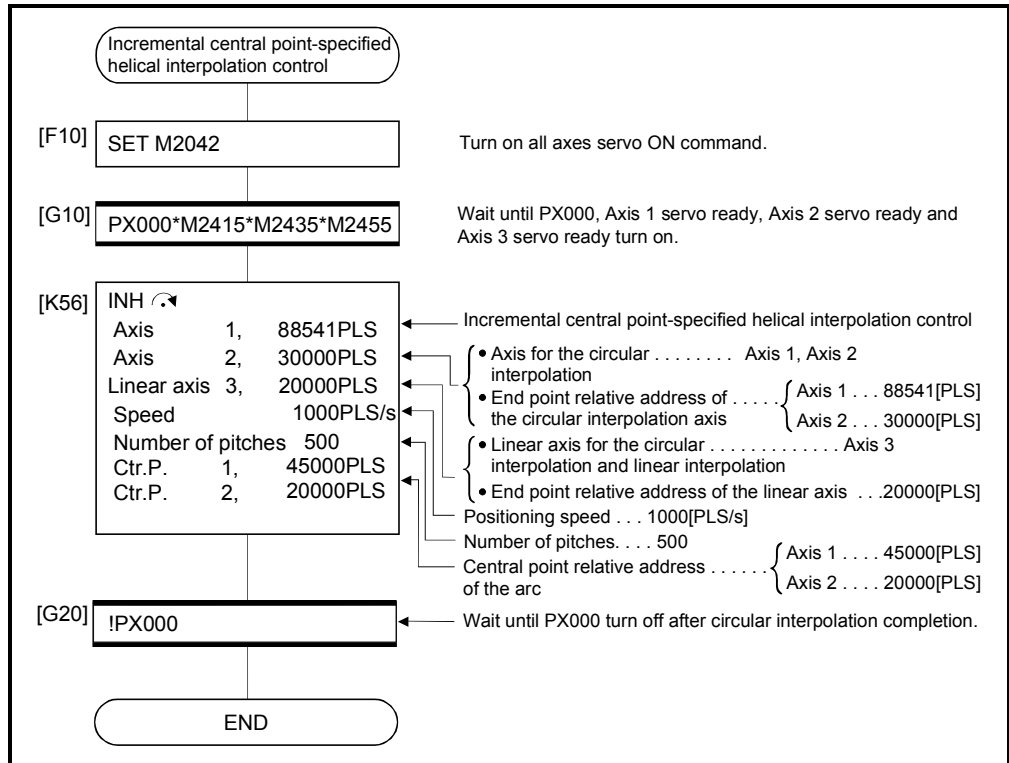 Incremental central point-specified
helical interpolation control
[F10]
SET M2042
Turn on all axes servo ON command.
[G10]
PX000*M2415*M2435*M2455
Wait until PX000, Axis 1 servo ready, Axis 2 servo ready and
Axis 3 servo ready turn on.
[K56]
INH
Axis 1, 88541PLS
Axis 2, 30000PLS
Linear axis 3, 20000PLS
Speed 1000PLS/s
Number of pitches 500
Ctr.P. 1, 45000PLS
Ctr.P. 2, 20000PLS
Incremental central point-specified helical interpolation control
• Axis for the circular . . . . . . . . Axis 1, Axis 2
interpolation
• End point relative address of . . . . . Axis 1 . . . 88541[PLS]
the circular interpolation axis Axis 2 . . . 30000[PLS]
• Linear axis for the circular . . . . . . . . . . . . . Axis 3
interpolation and linear interpolation
• End point relative address of the linear axis . . .20000[PLS]
Positioning speed . . . 1000[PLS/s]
Number of pitches. . . . 500
Central point relative address . . . . . . Axis 1 . . . . 45000[PLS]
of the arc Axis 2 . . . . 20000[PLS]
[G20]
!PX000
Wait until PX000 turn off after circular interpolation completion.
END